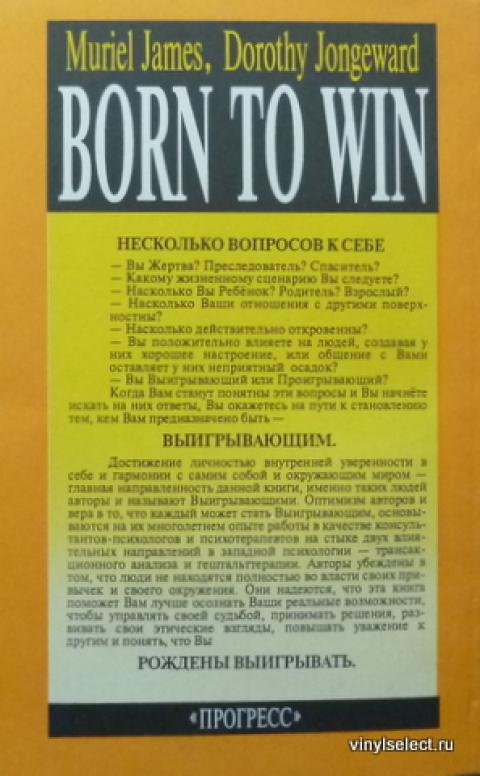 Muriel James, Dorothy Jongeward
BORN TO WIN
НЕСКОЛЬКО ВОПРОСОВ К СЕБЕ
— Вы Жертва? Преследователь? Спаситель?
— Какому жизненному сценарию Вы следуете?
— Насколько Вы Ребёнок? Родитель? Взрослый?
— Насколько Ваши отношения с другими поверх-
ностны?
— Насколько действительно откровенны?
— Вы положительно влияете на людей, создавая у
них хорошее настроение, или общение с Вами
оставляет у них неприятный осадок?
— Вы Выигрывающий или Проигрывающий?
Когда Вам станут понятны эти вопросы и Вы начнёте
искать на них ответы, Вы окажетесь на пути к становлению
тем, кем Вам предназначено быть —
ВЫИГРЫВАЮЩИМ.
Достижение личностью внутренней уверенности в
себе и гармонии с самим собой и окружающим миром —
главная направленность данной книги, именно таких людей
авторы и называют Выигрывающими. Оптимизм авторов и
вера в то, что каждый может стать Выигрывающим, основы-
ваются на их многолетнем опыте работы в качестве консуль-
тантов-психологов и психотерапевтов на стыке двух влия-
тельных направлений в западной психологии — трансак-
ционного анализа и гештальттерапии. Авторы убеждены в
том, что люди не находятся полностью во власти своих при-
вычек и своего окружения. Они надеются, что эта книга
поможет Вам лучше осознать Ваши реальные возможности,
чтобы управлять своей судьбой, принимать решения, раз-
вивать свои этические взгляды, повышать уважение к
другим и понять, что Вы
РОЖДЕНЫ ВЫИГРЫВАТЬ.
«ПРОГРЕСС»
vinylselect.ru